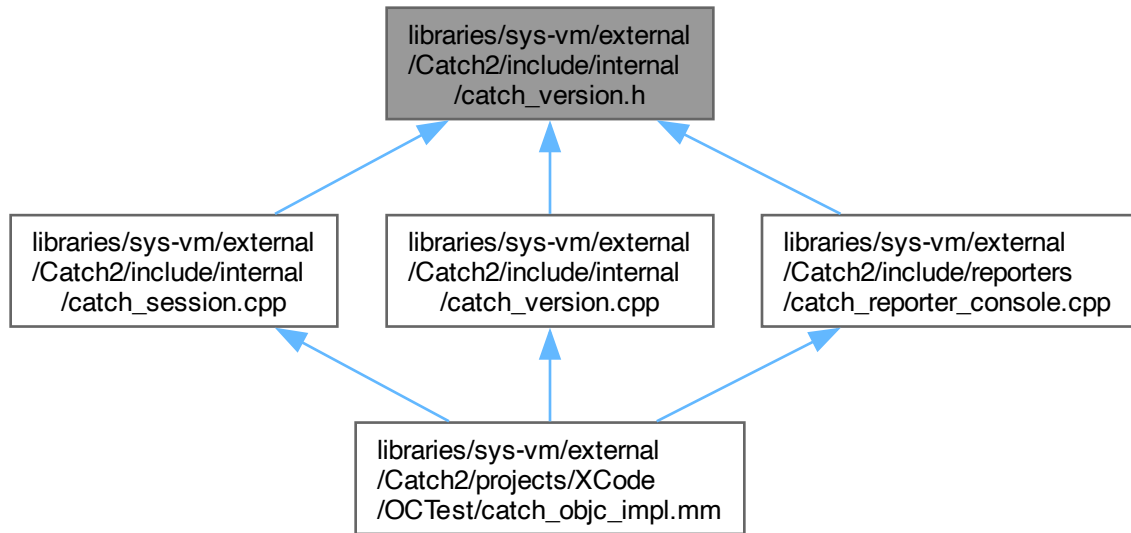 libraries/sys-vm/external
/Catch2/include/internal
/catch_version.h
libraries/sys-vm/external
/Catch2/include/internal
/catch_session.cpp
libraries/sys-vm/external
/Catch2/include/internal
/catch_version.cpp
libraries/sys-vm/external
/Catch2/include/reporters
/catch_reporter_console.cpp
libraries/sys-vm/external
/Catch2/projects/XCode
/OCTest/catch_objc_impl.mm